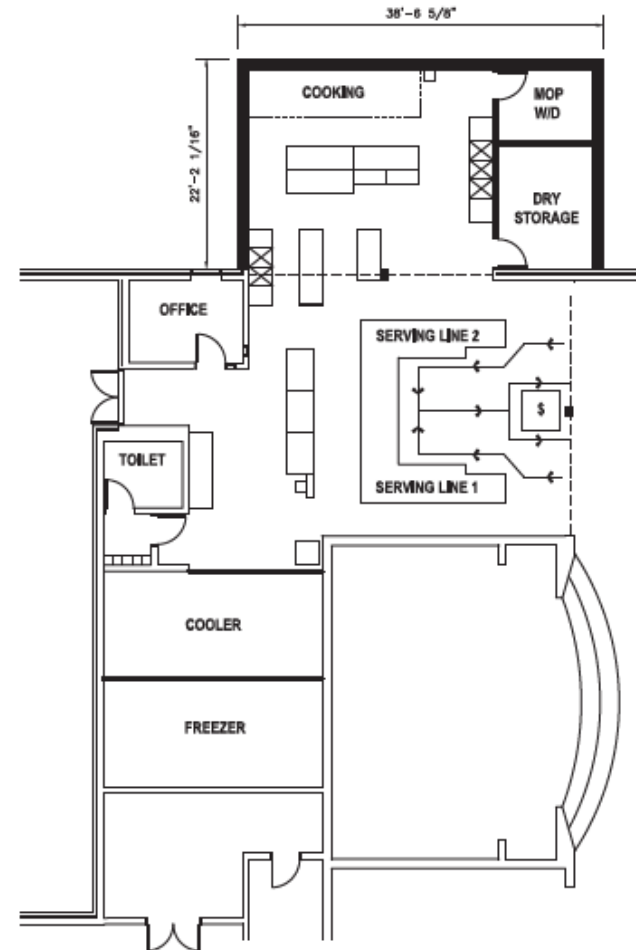 38'-6 5/8"
22'-2 1/16"
COOKING
MOP
W/D
DRY
STORAGE
OFFICE
SERVING LINE 2
$
TOILET
SERVING LINE 1
COOLER
FREEZER